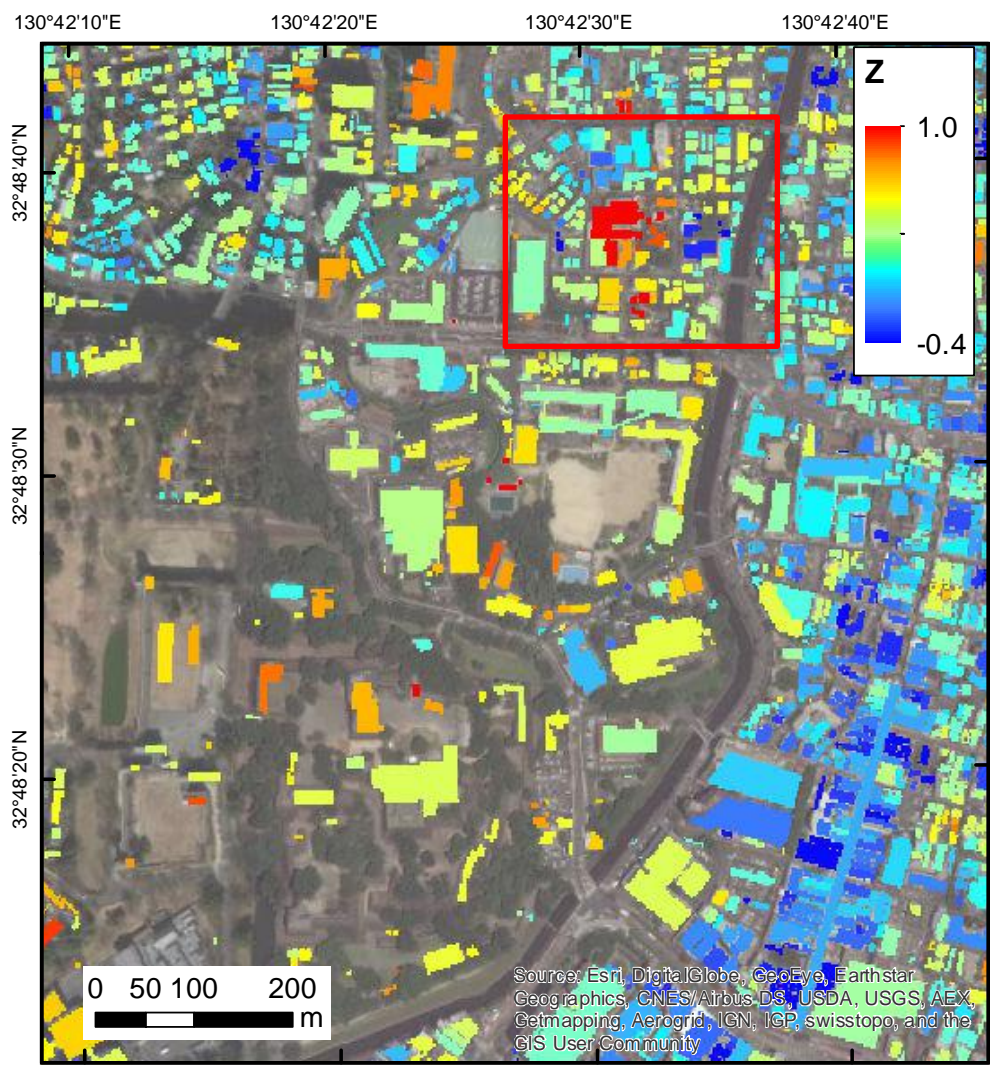 130°42'10"E 130°42'20"E 130°42'30"E 130°42'40"E
32°48'40"N
32°48'30"N
32°48'20"N
Z
1.0
-0.4
0 50 100 200
m
Source: Esri, DigitalGlobe, GeoEye, Earthstar
Geographics, CNES/Airbus DS, USDA, USGS, AEX,
Getmapping, Aerogrid, IGN, IGP, swisstopo, and the
GIS User Community